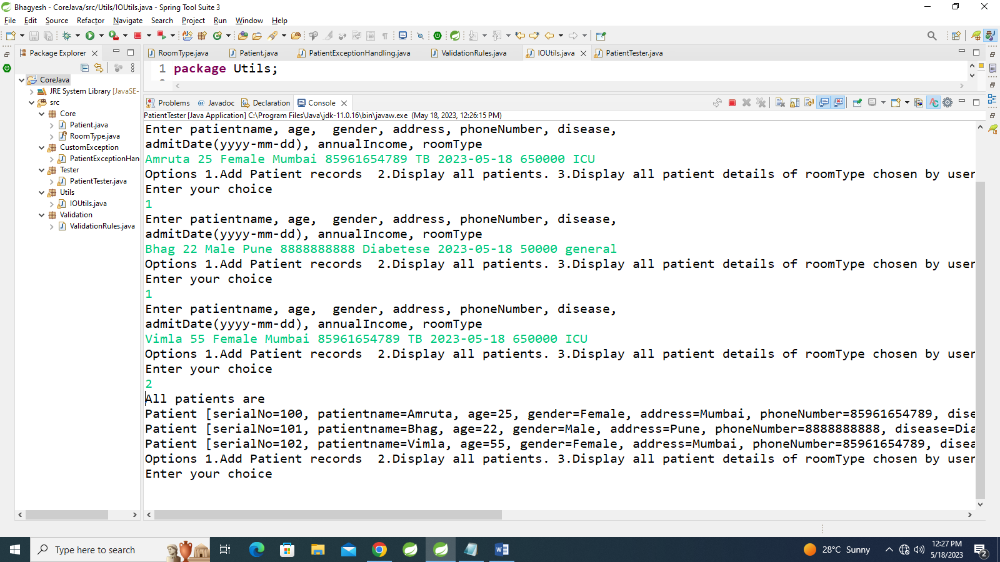 Bhagyesh - CoreJava/src/Utils/IOUtils.java - Spring Tool Suite 3
File Edit Source Refactor Navigate Search Project Run Window Help
Package Explorer
RoomType.java Patient.java PatientExceptionHandling.java ValidationRules.java IOUtils.java PatientTester.java
1 package Utils;
CoreJava
JRE System Library [JavaSE-
src
Core
Patient.java
RoomType.java
CustomException
PatientExceptionHan
Tester
PatientTester.java
Utils
IOUtils.java
Validation
ValidationRules.java
Problems @ Javadoc Declaration Console
PatientTester [Java Application] C:\Program Files\Java\jdk-11.0.16\bin\javaw.exe (May 18, 2023, 12:26:15 PM)
Enter patientname, age,  gender, address, phoneNumber, disease,
admitDate(yyyy-mm-dd), annualIncome, roomType
Amruta 25 Female Mumbai 85961654789 TB 2023-05-18 650000 ICU
Options 1.Add Patient records  2.Display all patients. 3.Display all patient details of roomType chosen by user
Enter your choice
1
Enter patientname, age,  gender, address, phoneNumber, disease,
admitDate(yyyy-mm-dd), annualIncome, roomType
Bhag 22 Male Pune 8888888888 Diabetese 2023-05-18 50000 general
Options 1.Add Patient records  2.Display all patients. 3.Display all patient details of roomType chosen by user
Enter your choice
1
Enter patientname, age,  gender, address, phoneNumber, disease,
admitDate(yyyy-mm-dd), annualIncome, roomType
Vimla 55 Female Mumbai 85961654789 TB 2023-05-18 650000 ICU
Options 1.Add Patient records  2.Display all patients. 3.Display all patient details of roomType chosen by user
Enter your choice
2
All patients are
Patient [serialNo=100, patientname=Amruta, age=25, gender=Female, address=Mumbai, phoneNumber=85961654789, dise
Patient [serialNo=101, patientname=Bhag, age=22, gender=Male, address=Pune, phoneNumber=8888888888, disease=Dia
Patient [serialNo=102, patientname=Vimla, age=55, gender=Female, address=Mumbai, phoneNumber=85961654789, disea
Options 1.Add Patient records  2.Display all patients. 3.Display all patient details of roomType chosen by user
Enter your choice
Type here to search
28°C Sunny
12:27 PM
5/18/2023
2